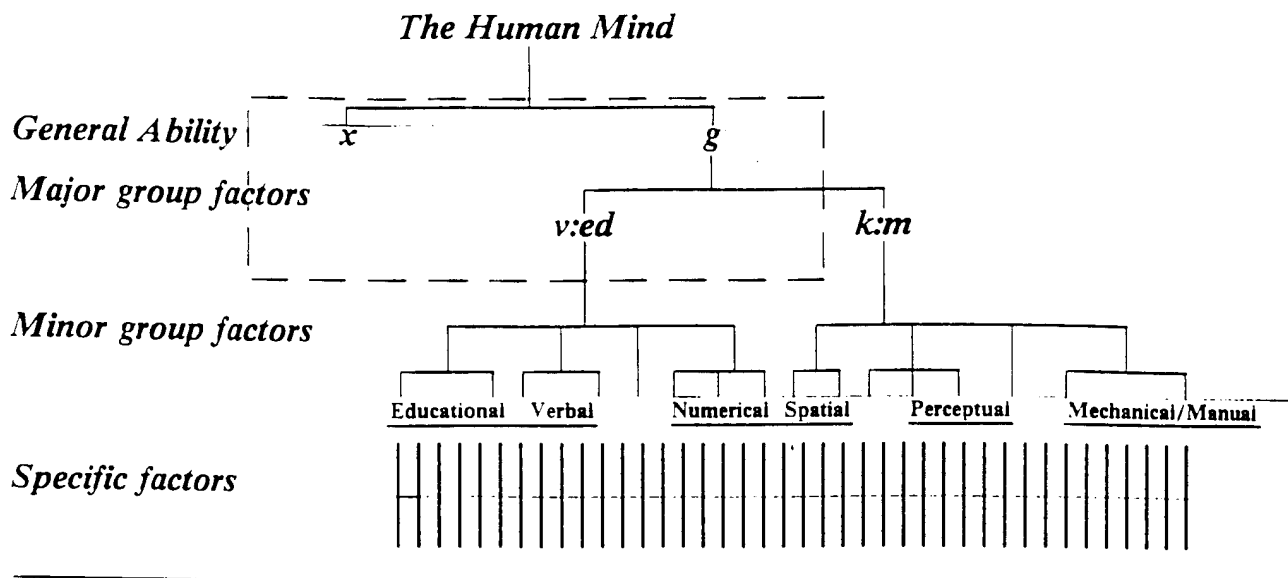 The Human Mind
General Ability x g
Major group factors
v:ed k:m
Minor group factors
Educational Verbal Numerical Spatial Perceptual Mechanical/Manual
Specific factors